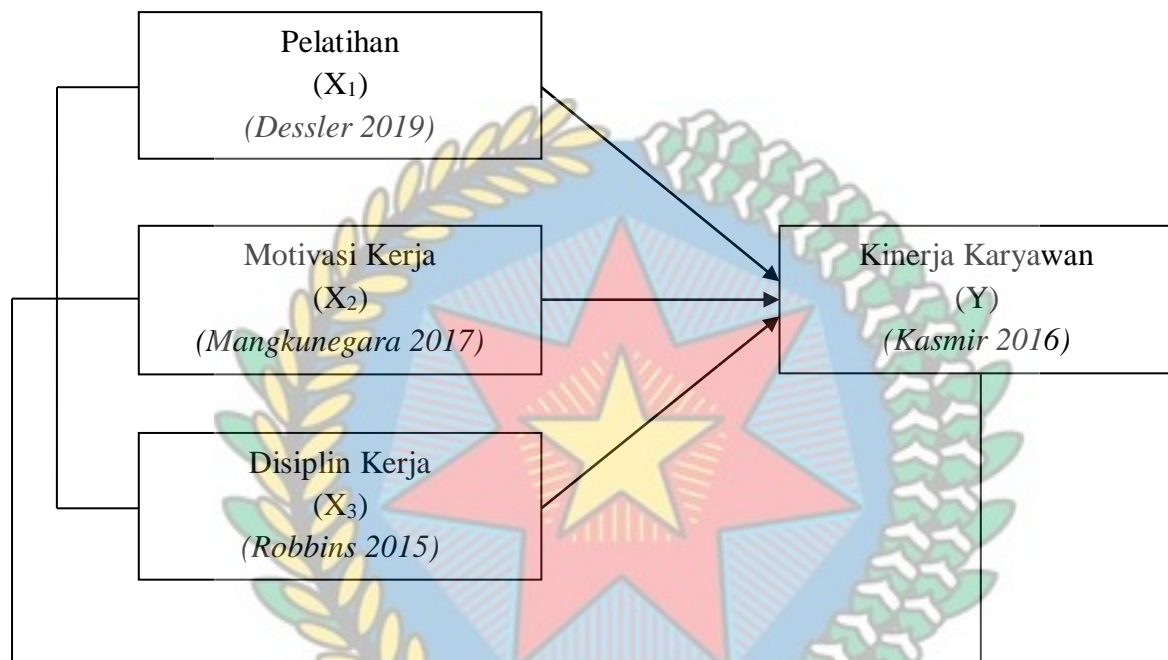 Pelatihan
(X₁)
(Dessler 2019)
Motivasi Kerja
(X₂)
(Mangkunegara 2017)
Kinerja Karyawan
(Y)
(Kasmir 2016)
Disiplin Kerja
(X₃)
(Robbins 2015)